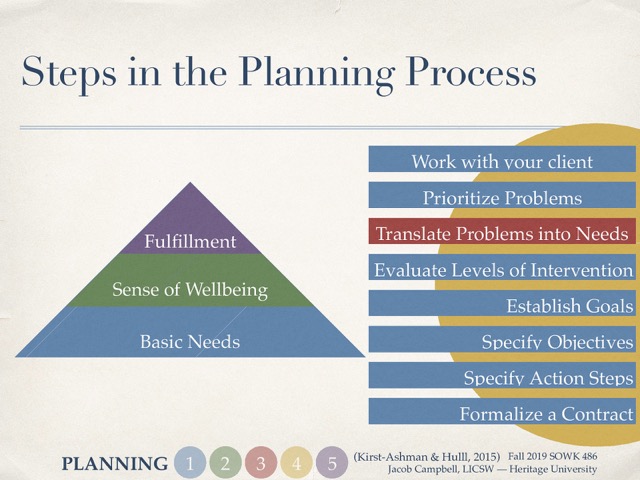 Steps in the Planning Process
Fulfillment
Sense of Wellbeing
Basic Needs
Work with your client
Prioritize Problems
Translate Problems into Needs
Evaluate Levels of Intervention
Establish Goals
Specify Objectives
Specify Action Steps
Formalize a Contract
PLANNING 1 2 3 4 5
(Kirst-Ashman & Hulll, 2015) Fall 2019 SOWK 486
Jacob Campbell, LICSW — Heritage University